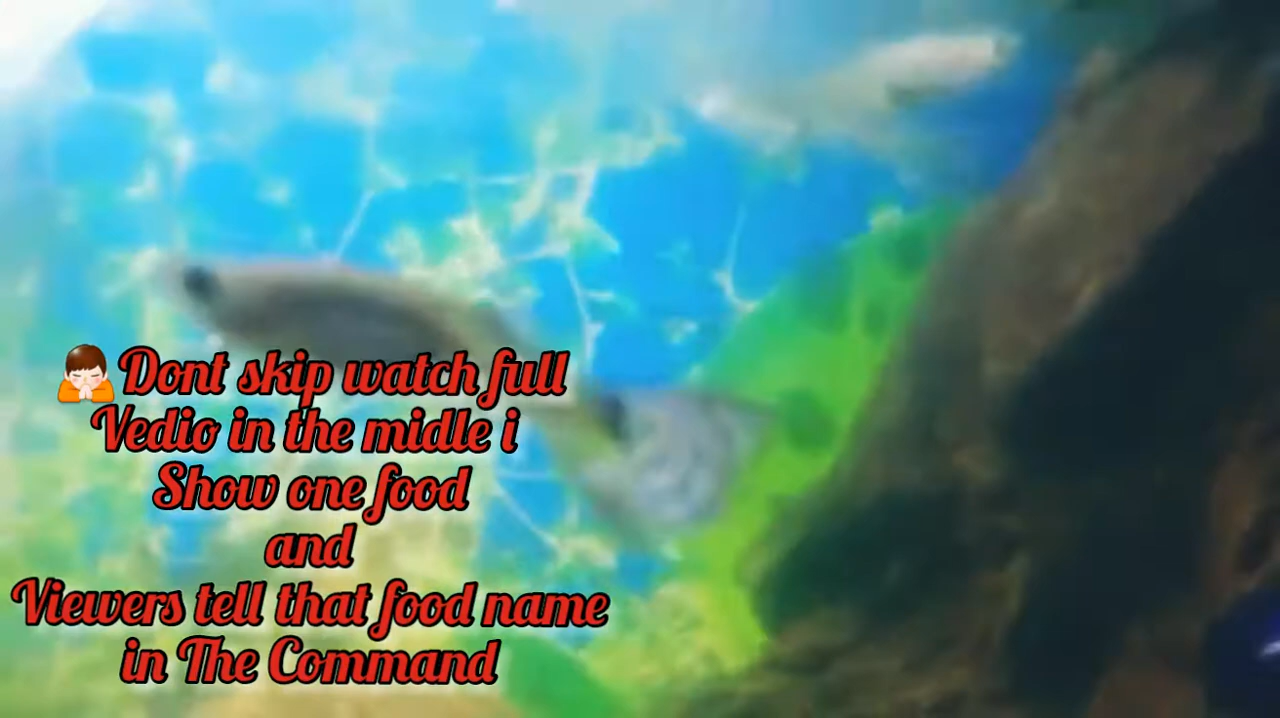 🙏Dont skip watch full
Vedio in the midle i
Show one food
and
Viewers tell that food name
in The Command